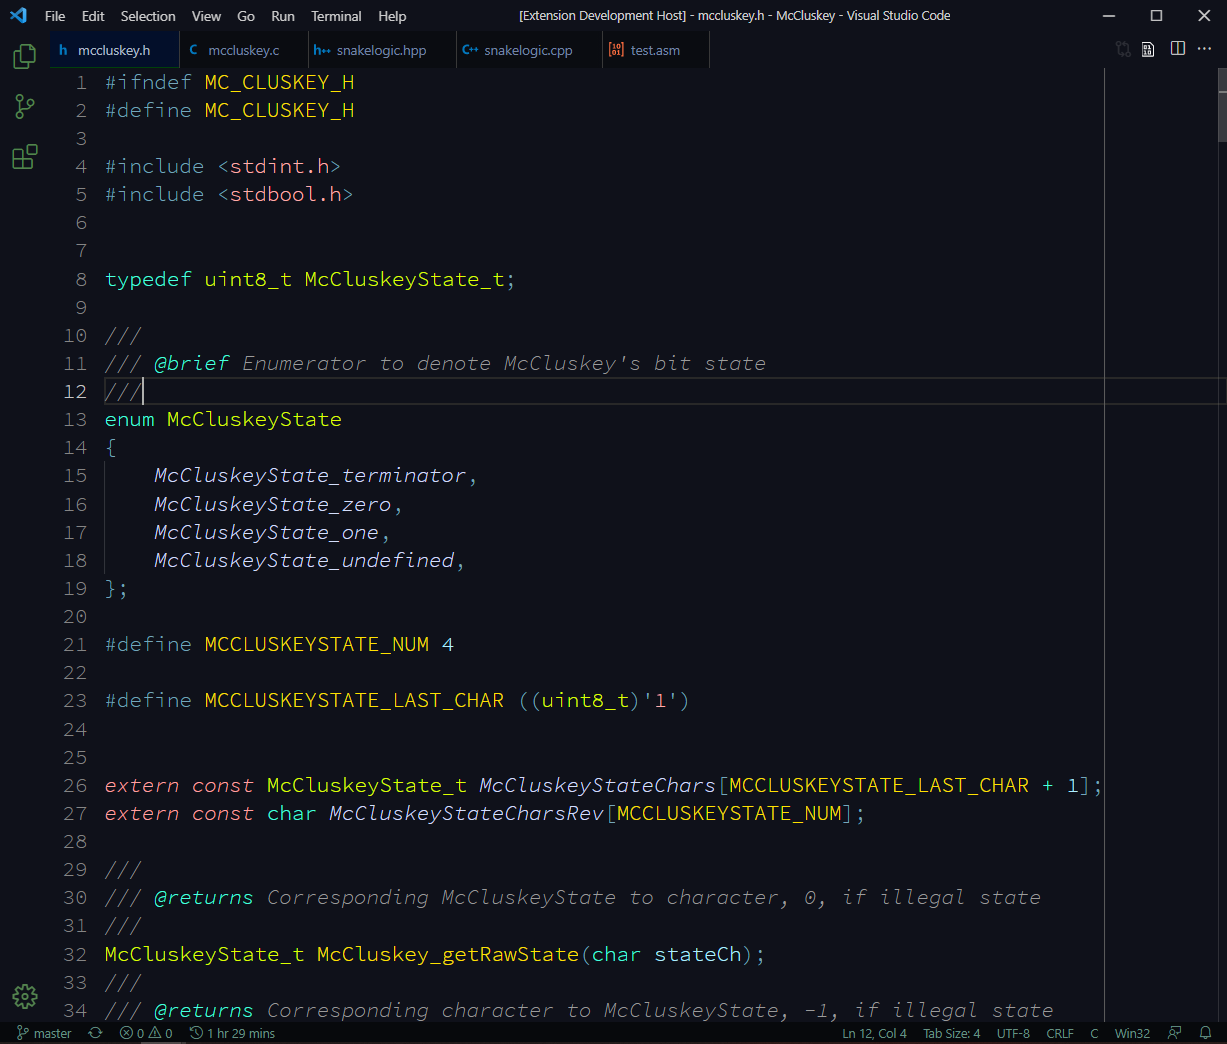 File Edit Selection View Go Run Terminal Help [Extension Development Host] - mccluskey.h - McCluskey - Visual Studio Code
h mccluskey.h C mccluskey.c h++ snakelogic.hpp C++ snakelogic.cpp test.asm
1 #ifndef MC_CLUSKEY_H
2 #define MC_CLUSKEY_H
3
4 #include <stdint.h>
5 #include <stdbool.h>
6
7
8 typedef uint8_t McCluskeyState_t;
9
10 ///
11 /// @brief Enumerator to denote McCluskey's bit state
12 ///
13 enum McCluskeyState
14 {
15     McCluskeyState_terminator,
16     McCluskeyState_zero,
17     McCluskeyState_one,
18     McCluskeyState_undefined,
19 };
20
21 #define MCCLUSKEYSTATE_NUM 4
22
23 #define MCCLUSKEYSTATE_LAST_CHAR ((uint8_t)'1')
24
25
26 extern const McCluskeyState_t McCluskeyStateChars[MCCLUSKEYSTATE_LAST_CHAR + 1];
27 extern const char McCluskeyStateCharsRev[MCCLUSKEYSTATE_NUM];
28
29 ///
30 /// @returns Corresponding McCluskeyState to character, 0, if illegal state
31 ///
32 McCluskeyState_t McCluskey_getRawState(char stateCh);
33 ///
34 /// @returns Corresponding character to McCluskeyState, -1, if illegal state
master 0 0 1 hr 29 mins Ln 12, Col 4 Tab Size: 4 UTF-8 CRLF C Win32